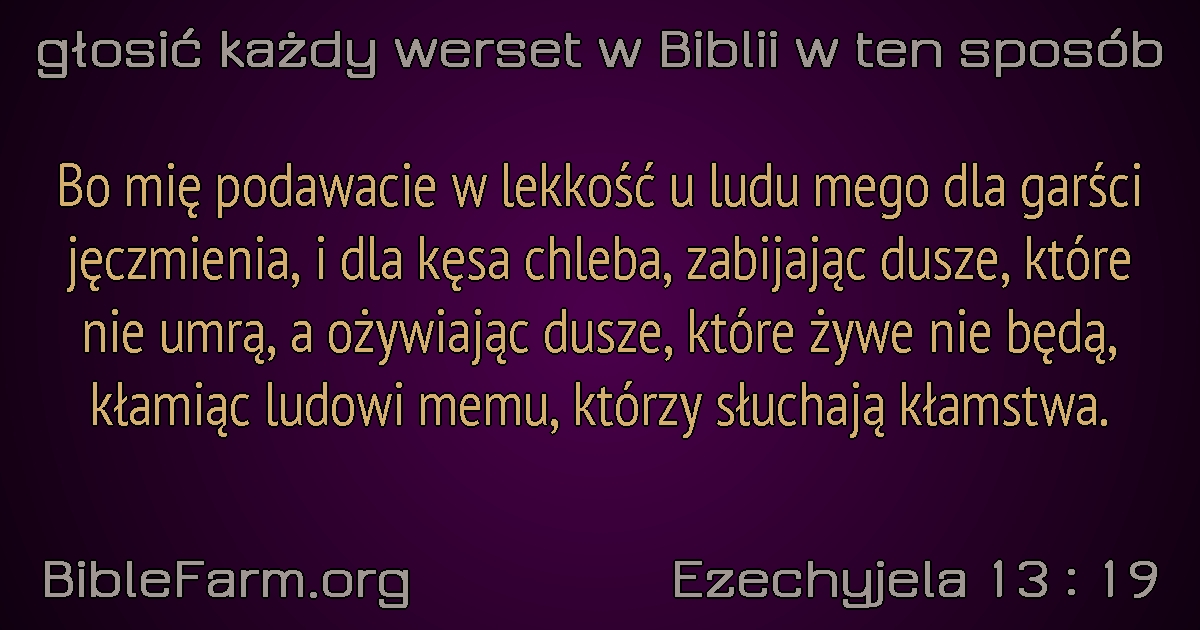 głosić każdy werset w Biblii w ten sposób
Bo mię podawacie w lekkość u ludu mego dla garści
jęczmienia, i dla kęsa chleba, zabijając dusze, które
nie umrą, a ożywiając dusze, które żywe nie będą,
kłamiąc ludowi memu, którzy słuchają kłamstwa.
BibleFarm.org
Ezechyjela 13 : 19